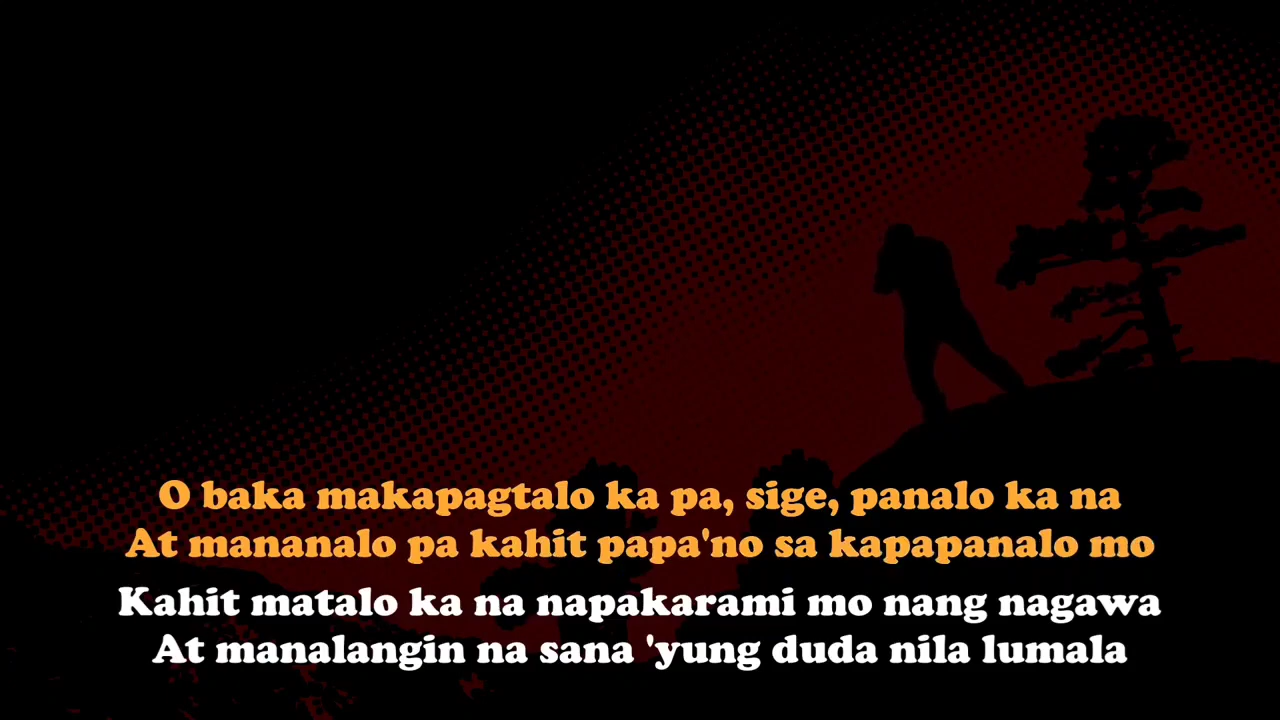 O baka makapagtalo ka pa, sige, panalo ka na
At mananalo pa kahit papa'no sa kapapanalo mo
Kahit matalo ka na napakarami mo nang nagawa
At manalangin na sana 'yung duda nila lumala